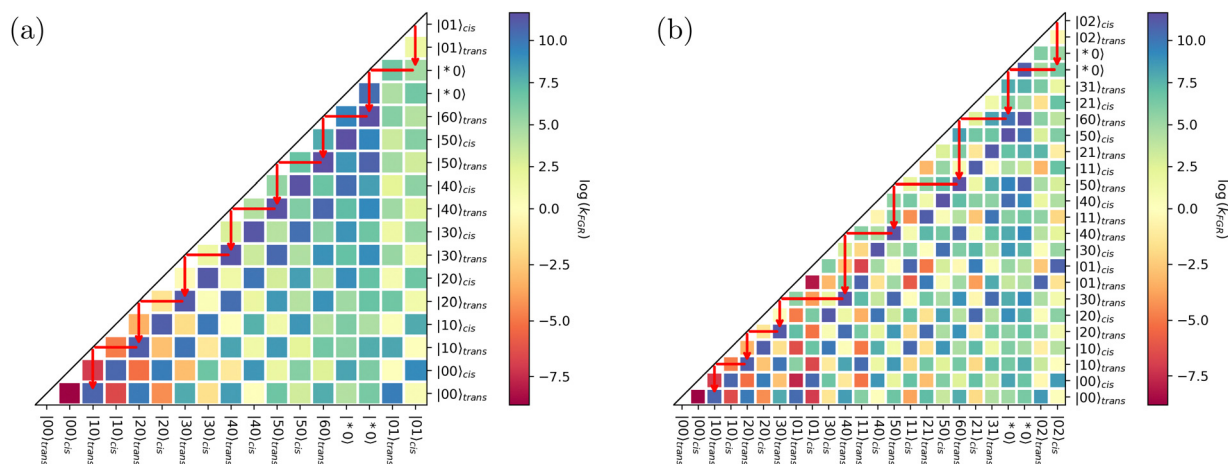 (a)
|01⟩cis
|01⟩trans
| * 0⟩
| * 0⟩
|60⟩trans
|50⟩cis
|50⟩trans
|40⟩cis
|40⟩trans
|30⟩cis
|30⟩trans
|20⟩cis
|20⟩trans
|10⟩cis
|10⟩trans
|00⟩cis
|00⟩trans
|00⟩trans
|00⟩cis
|10⟩trans
|10⟩cis
|20⟩trans
|20⟩cis
|30⟩trans
|30⟩cis
|40⟩trans
|40⟩cis
|50⟩trans
|50⟩cis
|60⟩trans
| * 0⟩
| * 0⟩
|01⟩trans
|01⟩cis
10.0
7.5
5.0
2.5
0.0
−2.5
−5.0
−7.5
log(kFGR)
(b)
|02⟩cis
|02⟩trans
| * 0⟩
| * 0⟩
|31⟩trans
|21⟩cis
|60⟩trans
|50⟩cis
|21⟩trans
|11⟩cis
|50⟩trans
|40⟩cis
|11⟩trans
|40⟩trans
|30⟩cis
|01⟩cis
|01⟩trans
|30⟩trans
|20⟩cis
|20⟩trans
|10⟩cis
|10⟩trans
|00⟩cis
|00⟩trans
|00⟩trans
|00⟩cis
|10⟩trans
|10⟩cis
|20⟩trans
|20⟩cis
|30⟩trans
|01⟩trans
|01⟩cis
|30⟩cis
|40⟩trans
|11⟩trans
|40⟩cis
|50⟩trans
|11⟩cis
|21⟩trans
|50⟩cis
|60⟩trans
|21⟩cis
|31⟩trans
| * 0⟩
| * 0⟩
|02⟩trans
|02⟩cis
10.0
7.5
5.0
2.5
0.0
−2.5
−5.0
−7.5
log(kFGR)